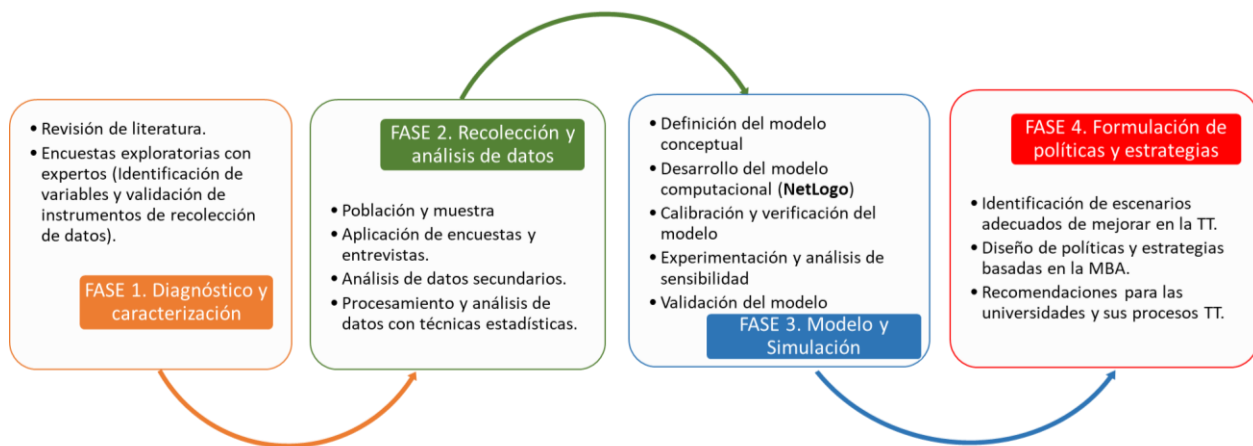 • Revisión de literatura.
• Encuestas exploratorias con
expertos (Identificación de
variables y validación de
instrumentos de recolección
de datos).
FASE 1. Diagnóstico y
caracterización
FASE 2. Recolección y
análisis de datos
• Población y muestra
• Aplicación de encuestas y
entrevistas.
• Análisis de datos secundarios.
• Procesamiento y análisis de
datos con técnicas estadísticas.
• Definición del modelo
conceptual
• Desarrollo del modelo
computacional (NetLogo)
• Calibración y verificación del
modelo
• Experimentación y análisis de
sensibilidad
• Validación del modelo
FASE 3. Modelo y
Simulación
FASE 4. Formulación de
políticas y estrategias
• Identificación de escenarios
adecuados de mejorar en la TT.
• Diseño de políticas y estrategias
basadas en la MBA.
• Recomendaciones para las
universidades y sus procesos TT.